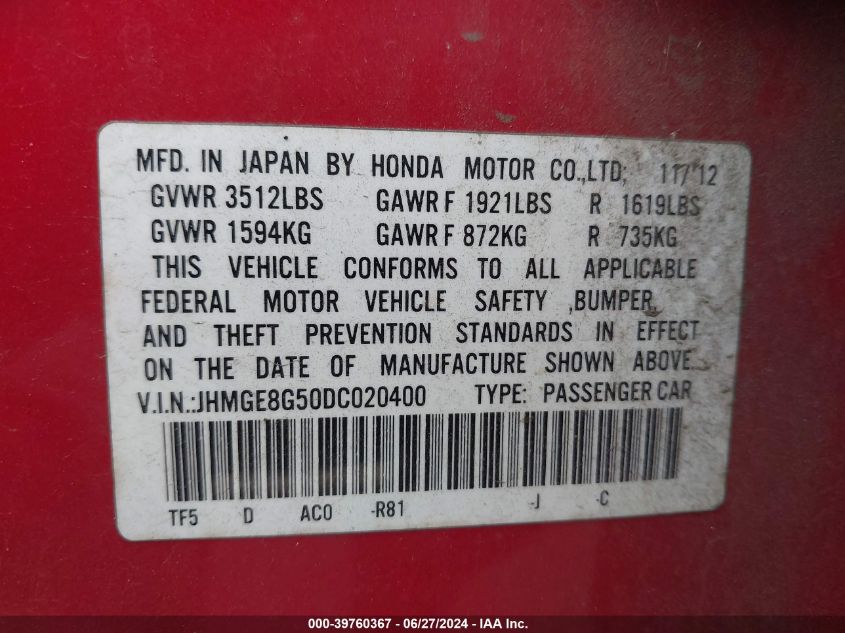 MFD. IN JAPAN BY HONDA MOTOR CO.,LTD; 11/12
GVWR 3512LBS GAWR F 1921LBS R 1619LBS
GVWR 1594KG GAWR F 872KG R 735KG
THIS VEHICLE CONFORMS TO ALL APPLICABLE
FEDERAL MOTOR VEHICLE SAFETY ,BUMPER,
AND THEFT PREVENTION STANDARDS IN EFFECT
ON THE DATE OF MANUFACTURE SHOWN ABOVE.
V.I.N.:JHMGE8G50DC020400 TYPE: PASSENGER CAR
TF5 D AC0 -R81 -J -C
000-39760367 - 06/27/2024 - IAA Inc.